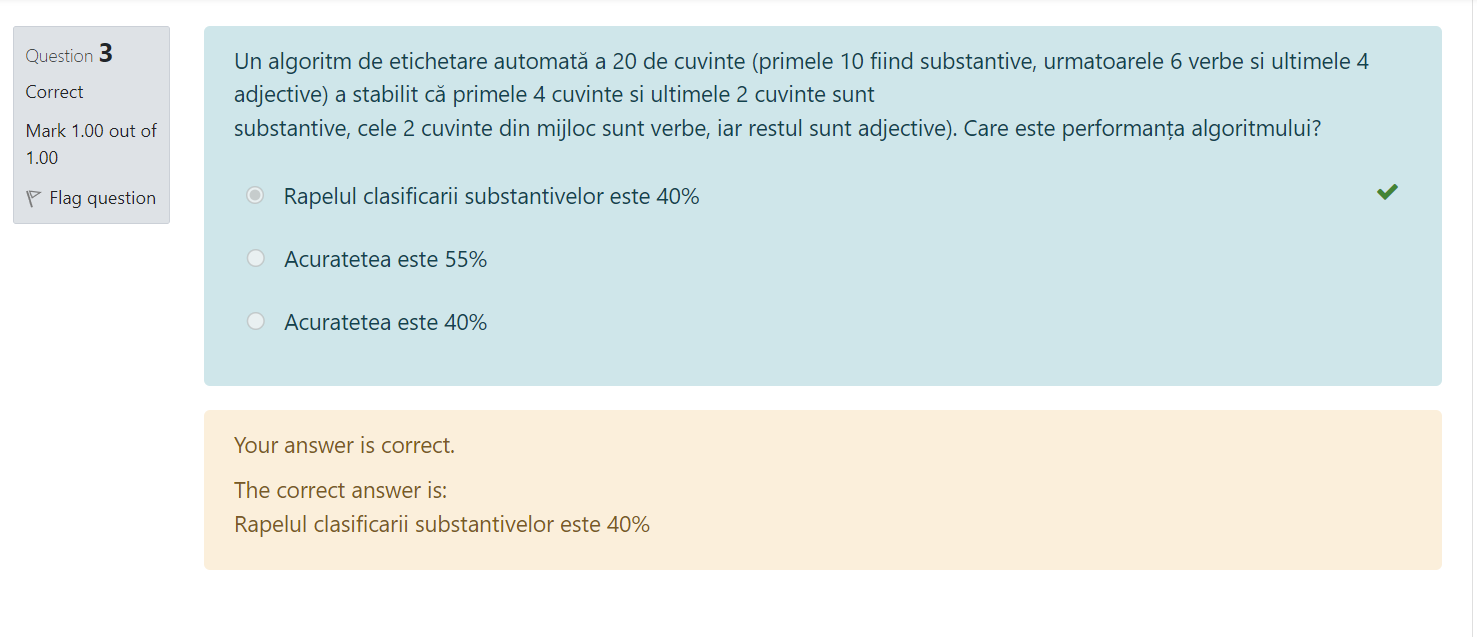 Question 3
Correct
Mark 1.00 out of
1.00
Flag question
Un algoritm de etichetare automată a 20 de cuvinte (primele 10 fiind substantive, urmatoarele 6 verbe si ultimele 4
adjective) a stabilit că primele 4 cuvinte si ultimele 2 cuvinte sunt
substantive, cele 2 cuvinte din mijloc sunt verbe, iar restul sunt adjective). Care este performanța algoritmului?
Rapelul clasificarii substantivelor este 40%
Acuratetea este 55%
Acuratetea este 40%
Your answer is correct.
The correct answer is:
Rapelul clasificarii substantivelor este 40%